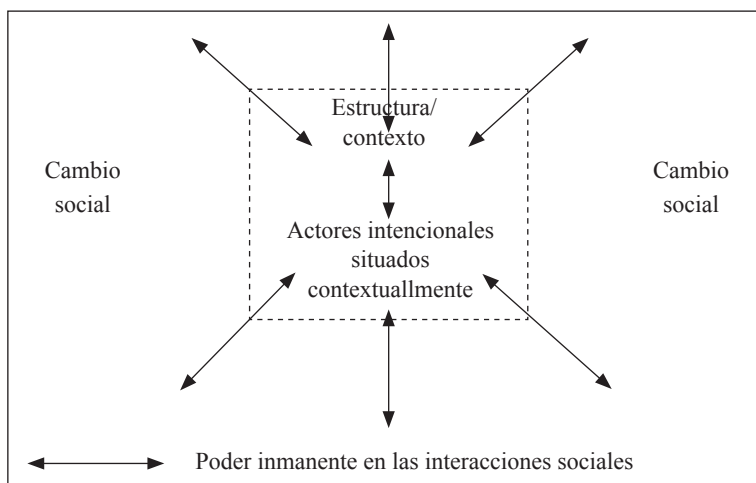 Estructura/
contexto
Cambio
social
Cambio
social
Actores intencionales
situados
contextuallmente
Poder inmanente en las interacciones sociales